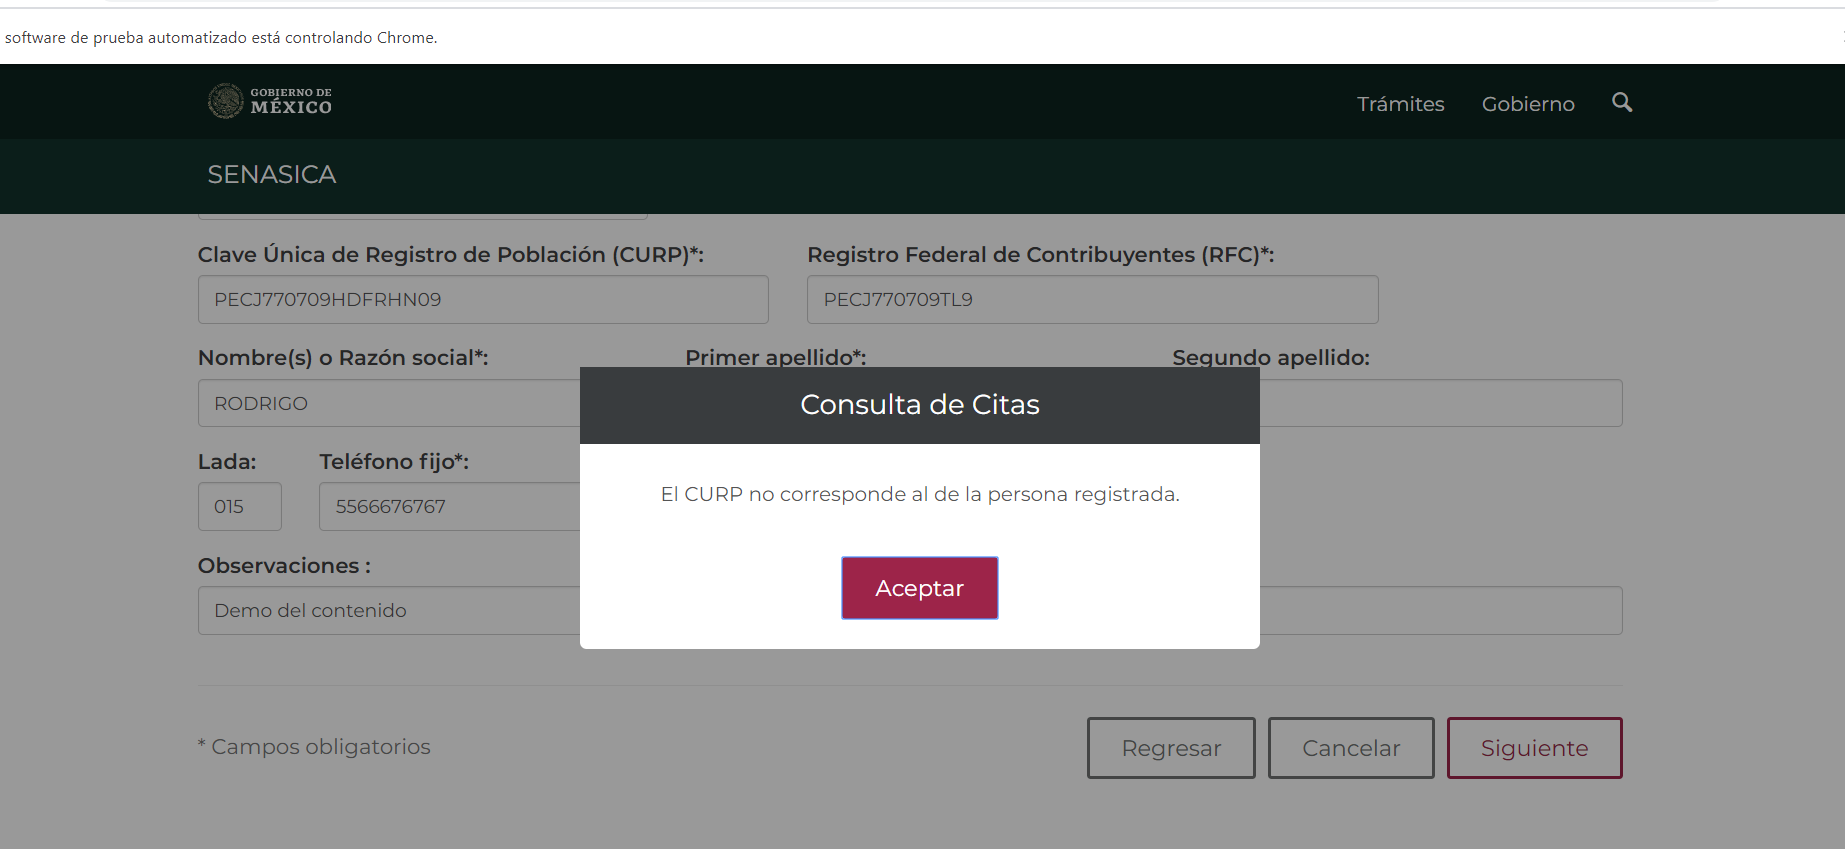 software de prueba automatizado está controlando Chrome.
GOBIERNO DE
MÉXICO
Trámites Gobierno
SENASICA
Clave Única de Registro de Población (CURP)*: Registro Federal de Contribuyentes (RFC)*:
PECJ770709HDFRHN09 PECJ770709TL9
Nombre(s) o Razón social*: Primer apellido*: Segundo apellido:
RODRIGO
Consulta de Citas
Lada: Teléfono fijo*:
015 5566676767
El CURP no corresponde al de la persona registrada.
Observaciones :
Demo del contenido
Aceptar
* Campos obligatorios
Regresar Cancelar Siguiente